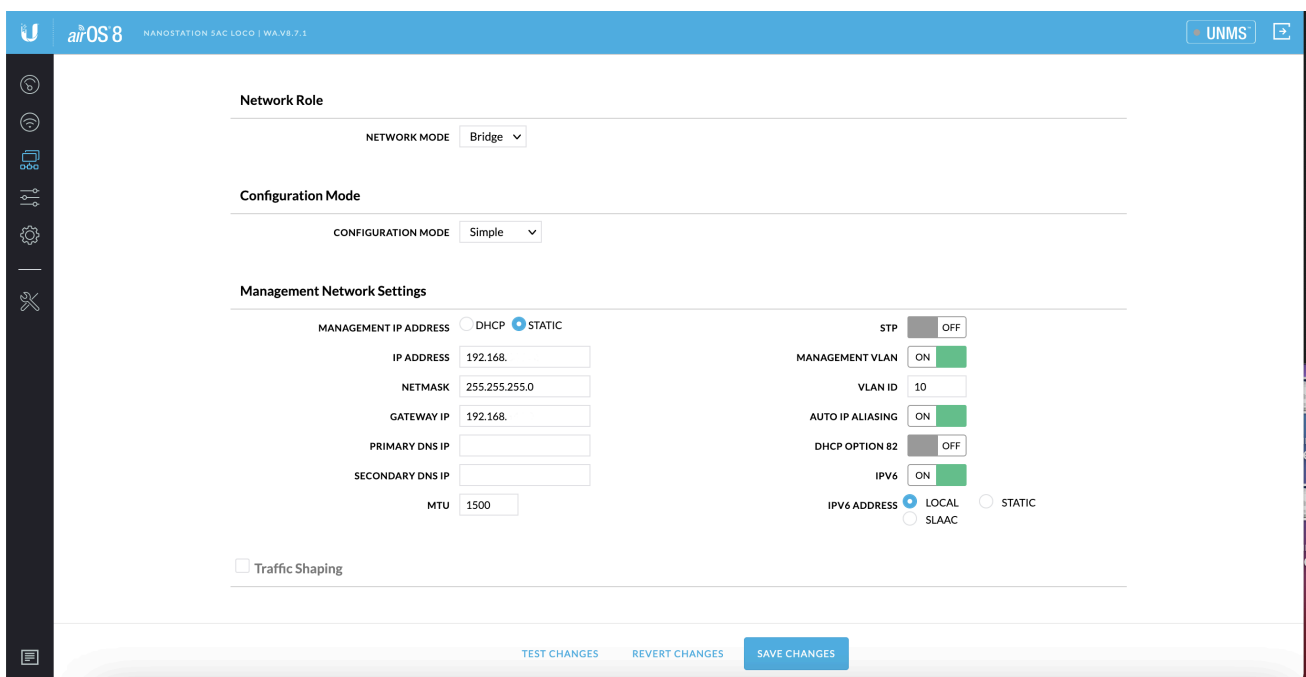 airOS 8 NANOSTATION 5AC LOCO | WA.V8.7.1 UNMS™
Network Role
NETWORK MODE Bridge
Configuration Mode
CONFIGURATION MODE Simple
Management Network Settings
MANAGEMENT IP ADDRESS DHCP STATIC
IP ADDRESS 192.168.
NETMASK 255.255.255.0
GATEWAY IP 192.168.
PRIMARY DNS IP
SECONDARY DNS IP
MTU 1500
STP OFF
MANAGEMENT VLAN ON
VLAN ID 10
AUTO IP ALIASING ON
DHCP OPTION 82 OFF
IPV6 ON
IPV6 ADDRESS LOCAL STATIC
SLAAC
Traffic Shaping
TEST CHANGES REVERT CHANGES SAVE CHANGES